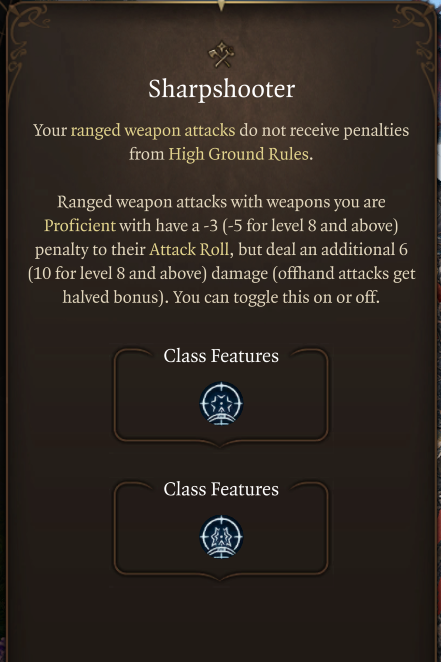 Sharpshooter
Your ranged weapon attacks do not receive penalties
from High Ground Rules.
Ranged weapon attacks with weapons you are
Proficient with have a -3 (-5 for level 8 and above)
penalty to their Attack Roll, but deal an additional 6
(10 for level 8 and above) damage (offhand attacks get
halved bonus). You can toggle this on or off.
Class Features
Class Features